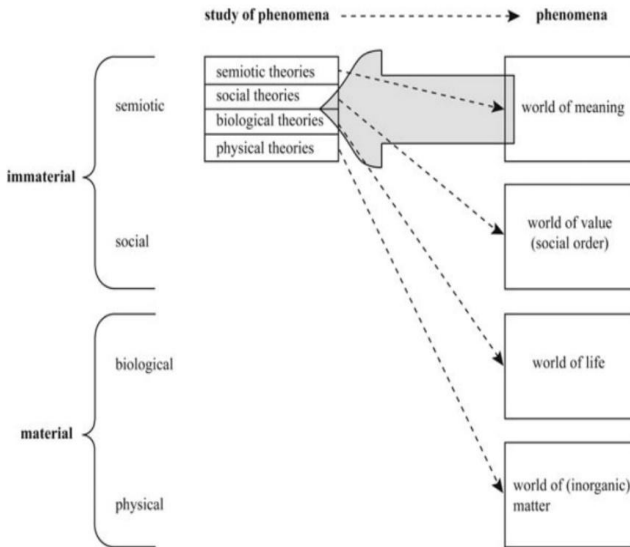 study of phenomena
phenomena
semiotic theories
social theories
biological theories
physical theories
semiotic
world of meaning
immaterial
social
world of value
(social order)
biological
world of life
material
physical
world of (inorganic)
matter